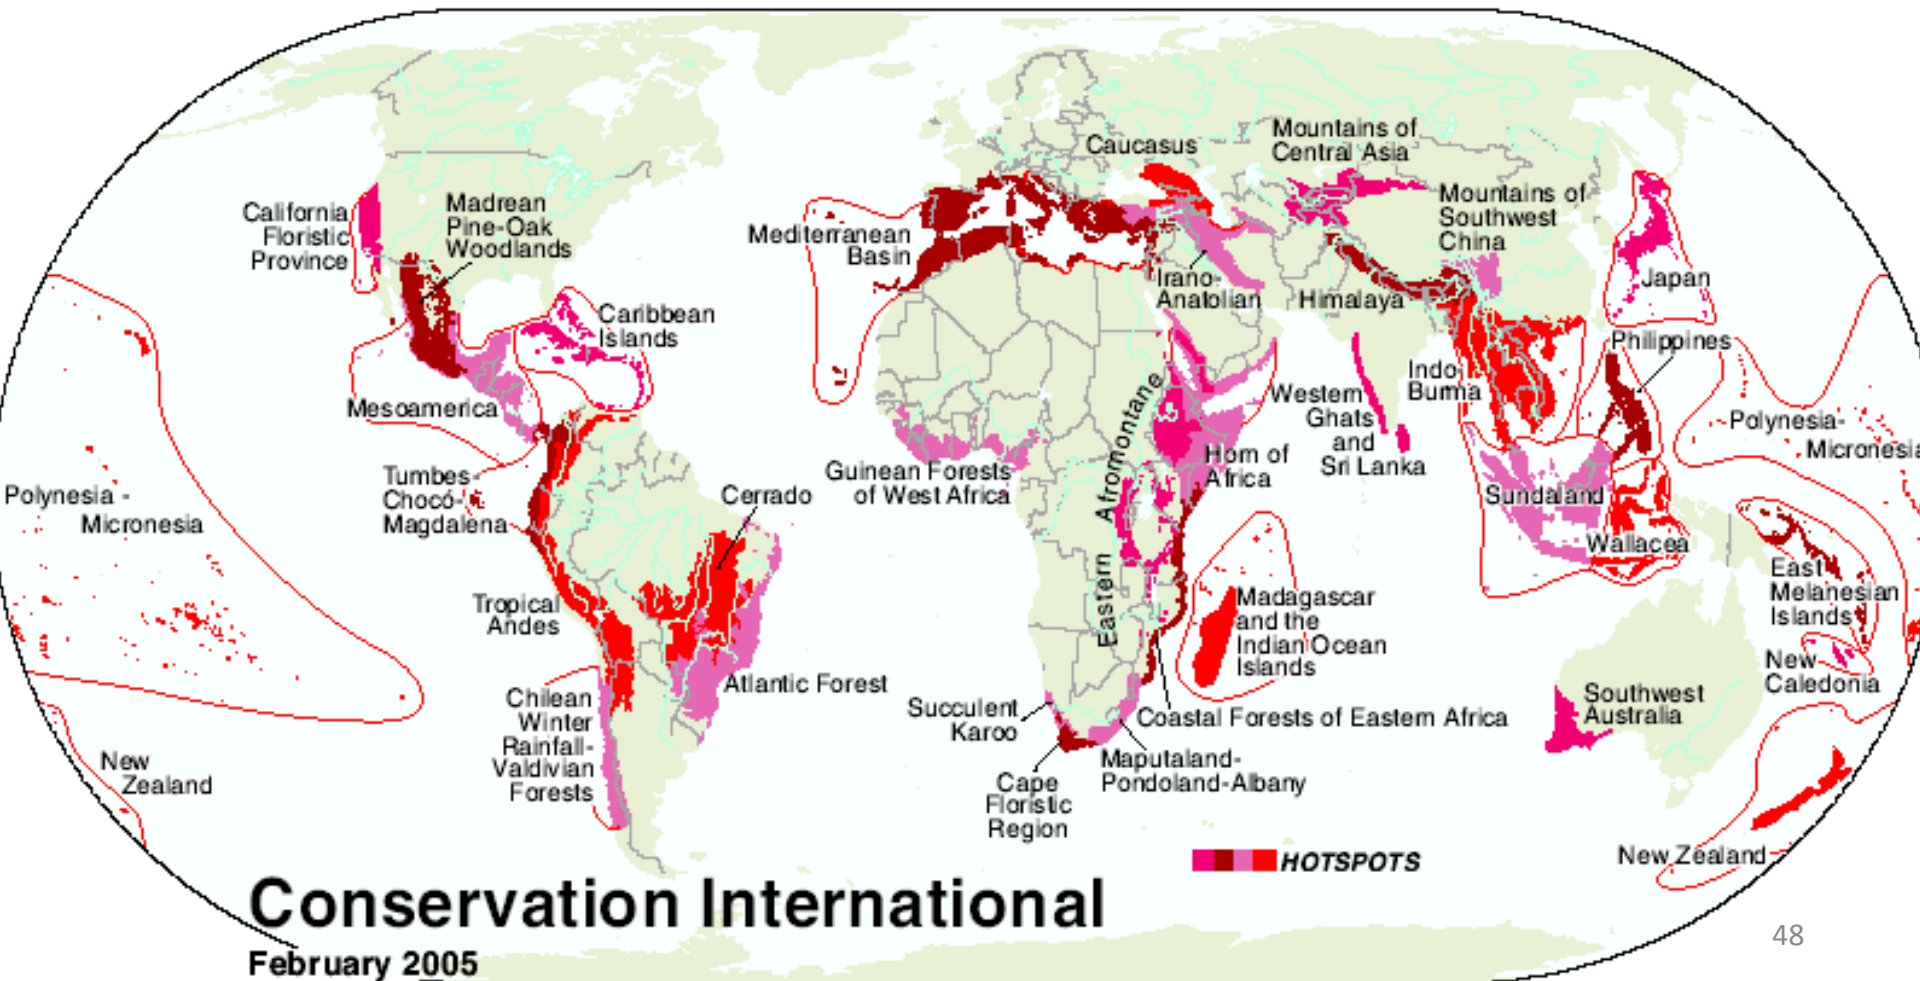 California
Floristic
Province
Madrean
Pine-Oak
Woodlands
Caribbean
Islands
Mesoamerica
Tumbes-
Chocó-
Magdalena
Polynesia -
Micronesia
Cerrado
Tropical
Andes
Atlantic Forest
Chilean
Winter
Rainfall-
Valdivian
Forests
New
Zealand
Mediterranean
Basin
Caucasus
Irano-
Anatolian
Mountains of
Central Asia
Mountains of
Southwest
China
Himalaya
Japan
Philippines
Indo-
Burma
Western
Ghats
and
Sri Lanka
Guinean Forests
of West Africa
Eastern Afromontane
Horn of
Africa
Polynesia-
Micronesia
Sundaland
Wallacea
East
Melanesian
Islands
Madagascar
and the
Indian Ocean
Islands
New
Caledonia
Southwest
Australia
Succulent
Karoo
Coastal Forests of Eastern Africa
Maputaland-
Pondoland-Albany
Cape
Floristic
Region
New Zealand
HOTSPOTS
Conservation International
February 2005
48